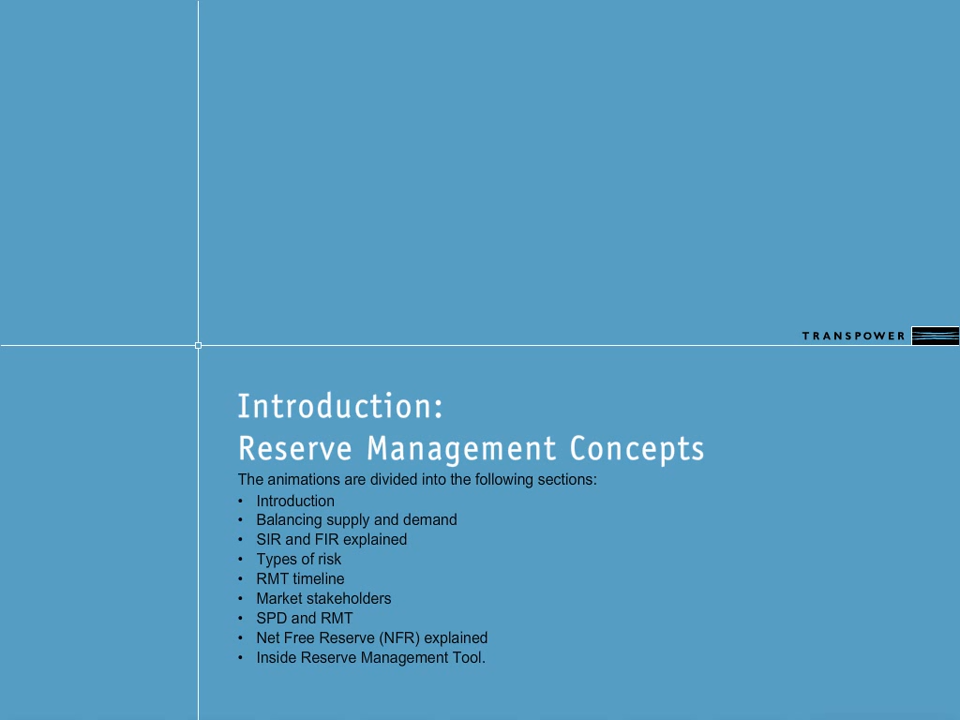 TRANSPOWER
Introduction:
Reserve Management Concepts
The animations are divided into the following sections:
• Introduction
• Balancing supply and demand
• SIR and FIR explained
• Types of risk
• RMT timeline
• Market stakeholders
• SPD and RMT
• Net Free Reserve (NFR) explained
• Inside Reserve Management Tool.